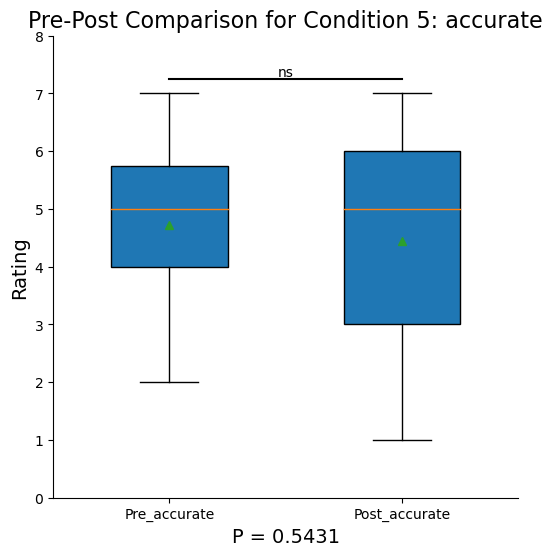 Pre-Post Comparison for Condition 5: accurate
8
7
6
5
4
3
2
1
0
Rating
ns
Pre_accurate
Post_accurate
P = 0.5431